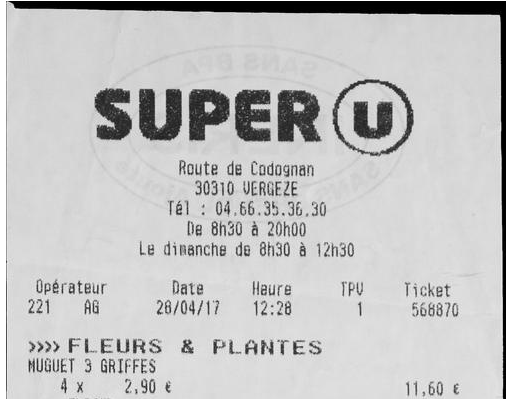 SUPER U
Route de Codognan
30310 VERGEZE
Tél : 04.66.35.36.30
De 8h30 à 20h00
Le dimanche de 8h30 à 12h30
Opérateur Date Heure TPV Ticket
221 AG 28/04/17 12:28 1 568870
>>>> FLEURS & PLANTES
MUGUET 3 GRIFFES
4 x 2,90 € 11,60 €